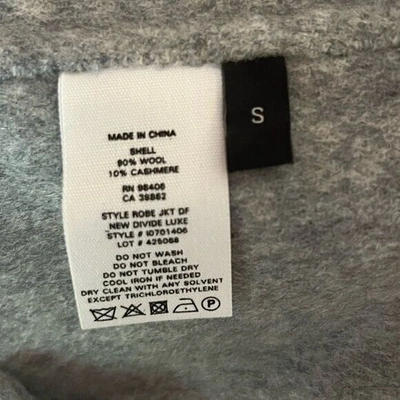 MADE IN CHINA
SHELL
90% WOOL
10% CASHMERE
RN 98406
CA 39862
STYLE ROBE JKT DF
NEW DIVIDE LUXE
STYLE # I0701406
LOT # 425068
DO NOT WASH
DO NOT BLEACH
DO NOT TUMBLE DRY
COOL IRON IF NEEDED
DRY CLEAN WITH ANY SOLVENT
EXCEPT TRICHLOROETHYLENE
P
S